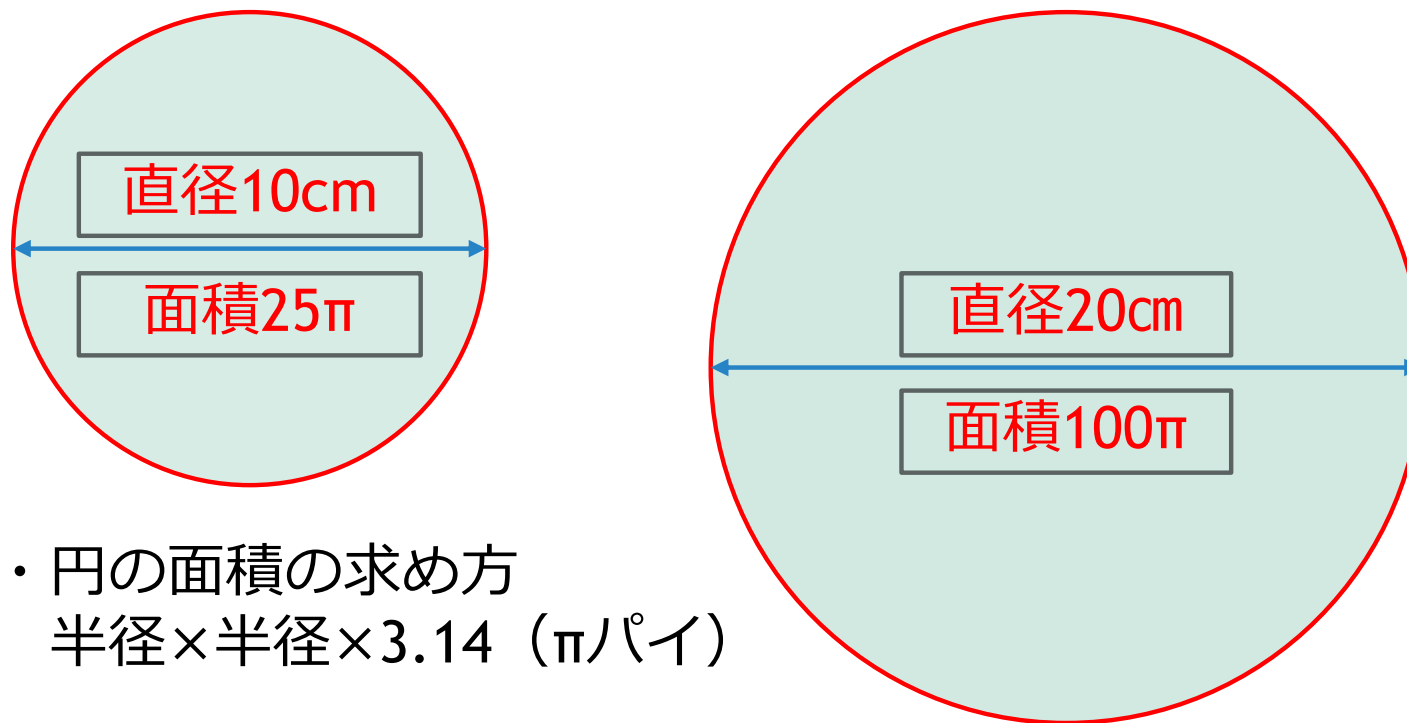 直径10cm
面積25π
直径20㎝
面積100π
・円の面積の求め方
半径×半径×3.14（πパイ）